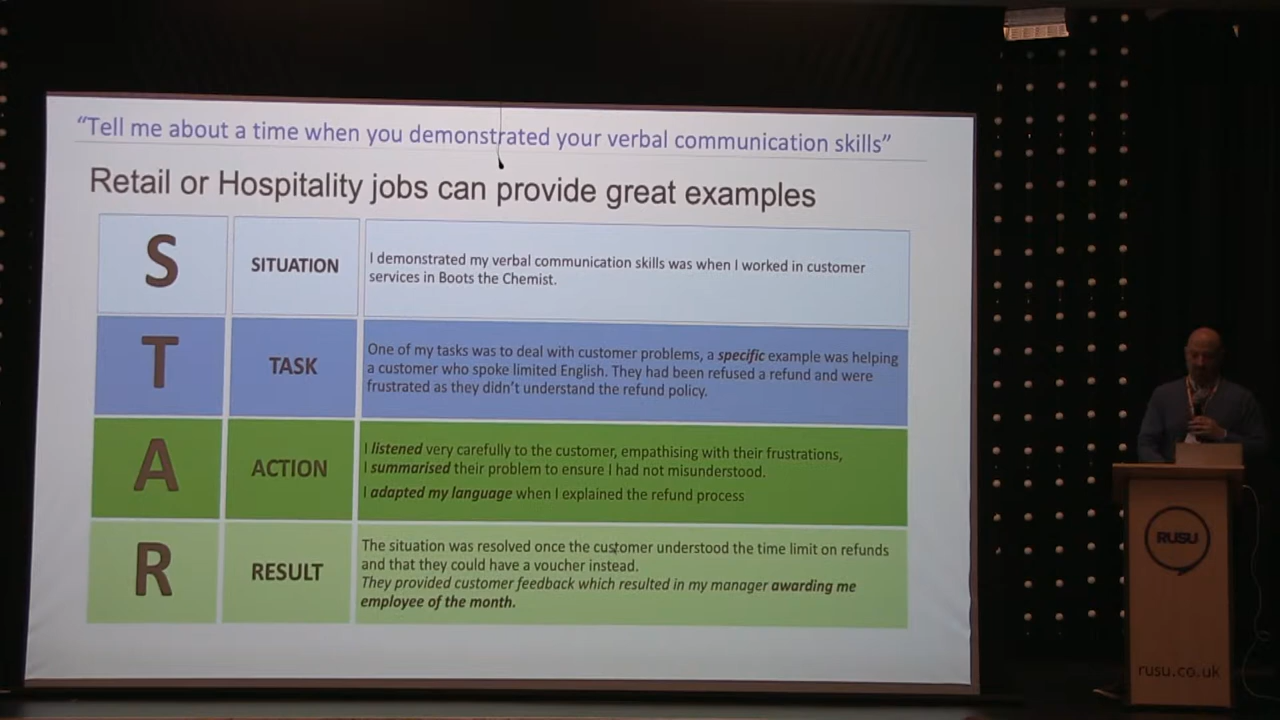 “Tell me about a time when you demonstrated your verbal communication skills”
Retail or Hospitality jobs can provide great examples
S
SITUATION
I demonstrated my verbal communication skills was when I worked in customer
services in Boots the Chemist.
T
TASK
One of my tasks was to deal with customer problems, a specific example was helping
a customer who spoke limited English. They had been refused a refund and were
frustrated as they didn’t understand the refund policy.
A
ACTION
I listened very carefully to the customer, empathising with their frustrations,
I summarised their problem to ensure I had not misunderstood.
I adapted my language when I explained the refund process
R
RESULT
The situation was resolved once the customer understood the time limit on refunds
and that they could have a voucher instead.
They provided customer feedback which resulted in my manager awarding me
employee of the month.
RUSU
rusu.co.uk